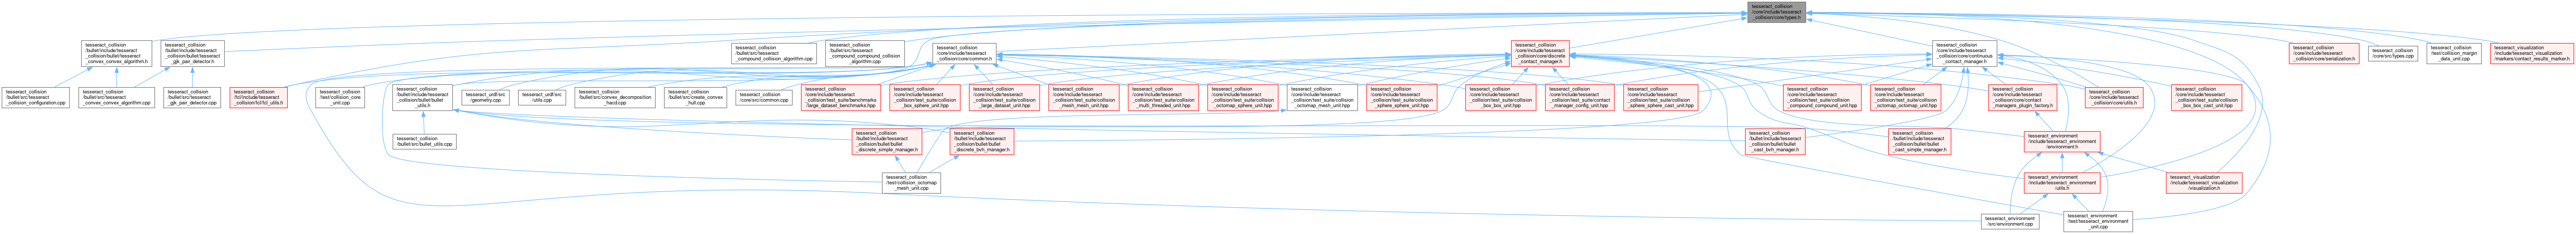 tesseract_collision
/core/include/tesseract
_collision/core/types.h
tesseract_collision
/bullet/include/tesseract
_collision/bullet/tesseract
_convex_convex_algorithm.h
tesseract_collision
/bullet/include/tesseract
_collision/bullet/tesseract
_gjk_pair_detector.h
tesseract_collision
/bullet/src/tesseract
_compound_collision_algorithm.cpp
tesseract_collision
/bullet/src/tesseract
_compound_compound_collision
_algorithm.cpp
tesseract_collision
/core/include/tesseract
_collision/core/common.h
tesseract_collision
/core/include/tesseract
_collision/core/discrete
_contact_manager.h
tesseract_collision
/core/include/tesseract
_collision/core/continuous
_contact_manager.h
tesseract_collision
/core/include/tesseract
_collision/core/serialization.h
tesseract_collision
/core/src/types.cpp
tesseract_collision
/test/collision_margin
_data_unit.cpp
tesseract_visualization
/include/tesseract_visualization
/markers/contact_results_marker.h
tesseract_collision
/bullet/src/tesseract
_collision_configuration.cpp
tesseract_collision
/bullet/src/tesseract
_convex_convex_algorithm.cpp
tesseract_collision
/bullet/src/tesseract
_gjk_pair_detector.cpp
tesseract_collision
/fcl/include/tesseract
_collision/fcl/fcl_utils.h
tesseract_collision
/test/collision_core
_unit.cpp
tesseract_collision
/bullet/include/tesseract
_collision/bullet/bullet
_utils.h
tesseract_urdf/src
/geometry.cpp
tesseract_urdf/src
/utils.cpp
tesseract_collision
/bullet/src/convex_decomposition
_hacd.cpp
tesseract_collision
/bullet/src/create_convex
_hull.cpp
tesseract_collision
/core/src/common.cpp
tesseract_collision
/core/include/tesseract
_collision/test_suite/benchmarks
/large_dataset_benchmarks.hpp
tesseract_collision
/core/include/tesseract
_collision/test_suite/collision
_box_sphere_unit.hpp
tesseract_collision
/core/include/tesseract
_collision/test_suite/collision
_large_dataset_unit.hpp
tesseract_collision
/core/include/tesseract
_collision/test_suite/collision
_mesh_mesh_unit.hpp
tesseract_collision
/core/include/tesseract
_collision/test_suite/collision
_multi_threaded_unit.hpp
tesseract_collision
/core/include/tesseract
_collision/test_suite/collision
_octomap_sphere_unit.hpp
tesseract_collision
/core/include/tesseract
_collision/test_suite/collision
_octomap_mesh_unit.hpp
tesseract_collision
/core/include/tesseract
_collision/test_suite/collision
_sphere_sphere_unit.hpp
tesseract_collision
/core/include/tesseract
_collision/test_suite/collision
_box_box_unit.hpp
tesseract_collision
/core/include/tesseract
_collision/test_suite/contact
_manager_config_unit.hpp
tesseract_collision
/core/include/tesseract
_collision/test_suite/collision
_sphere_sphere_cast_unit.hpp
tesseract_collision
/core/include/tesseract
_collision/test_suite/collision
_compound_compound_unit.hpp
tesseract_collision
/core/include/tesseract
_collision/test_suite/collision
_octomap_octomap_unit.hpp
tesseract_collision
/core/include/tesseract
_collision/core/contact
_managers_plugin_factory.h
tesseract_collision
/core/include/tesseract
_collision/core/utils.h
tesseract_collision
/core/include/tesseract
_collision/test_suite/collision
_box_box_cast_unit.hpp
tesseract_collision
/bullet/src/bullet_utils.cpp
tesseract_collision
/bullet/include/tesseract
_collision/bullet/bullet
_discrete_simple_manager.h
tesseract_collision
/bullet/include/tesseract
_collision/bullet/bullet
_discrete_bvh_manager.h
tesseract_collision
/bullet/include/tesseract
_collision/bullet/bullet
_cast_bvh_manager.h
tesseract_collision
/bullet/include/tesseract
_collision/bullet/bullet
_cast_simple_manager.h
tesseract_environment
/include/tesseract_environment
/environment.h
tesseract_collision
/test/collision_octomap
_mesh_unit.cpp
tesseract_environment
/include/tesseract_environment
/utils.h
tesseract_visualization
/include/tesseract_visualization
/visualization.h
tesseract_environment
/src/environment.cpp
tesseract_environment
/test/tesseract_environment
_unit.cpp